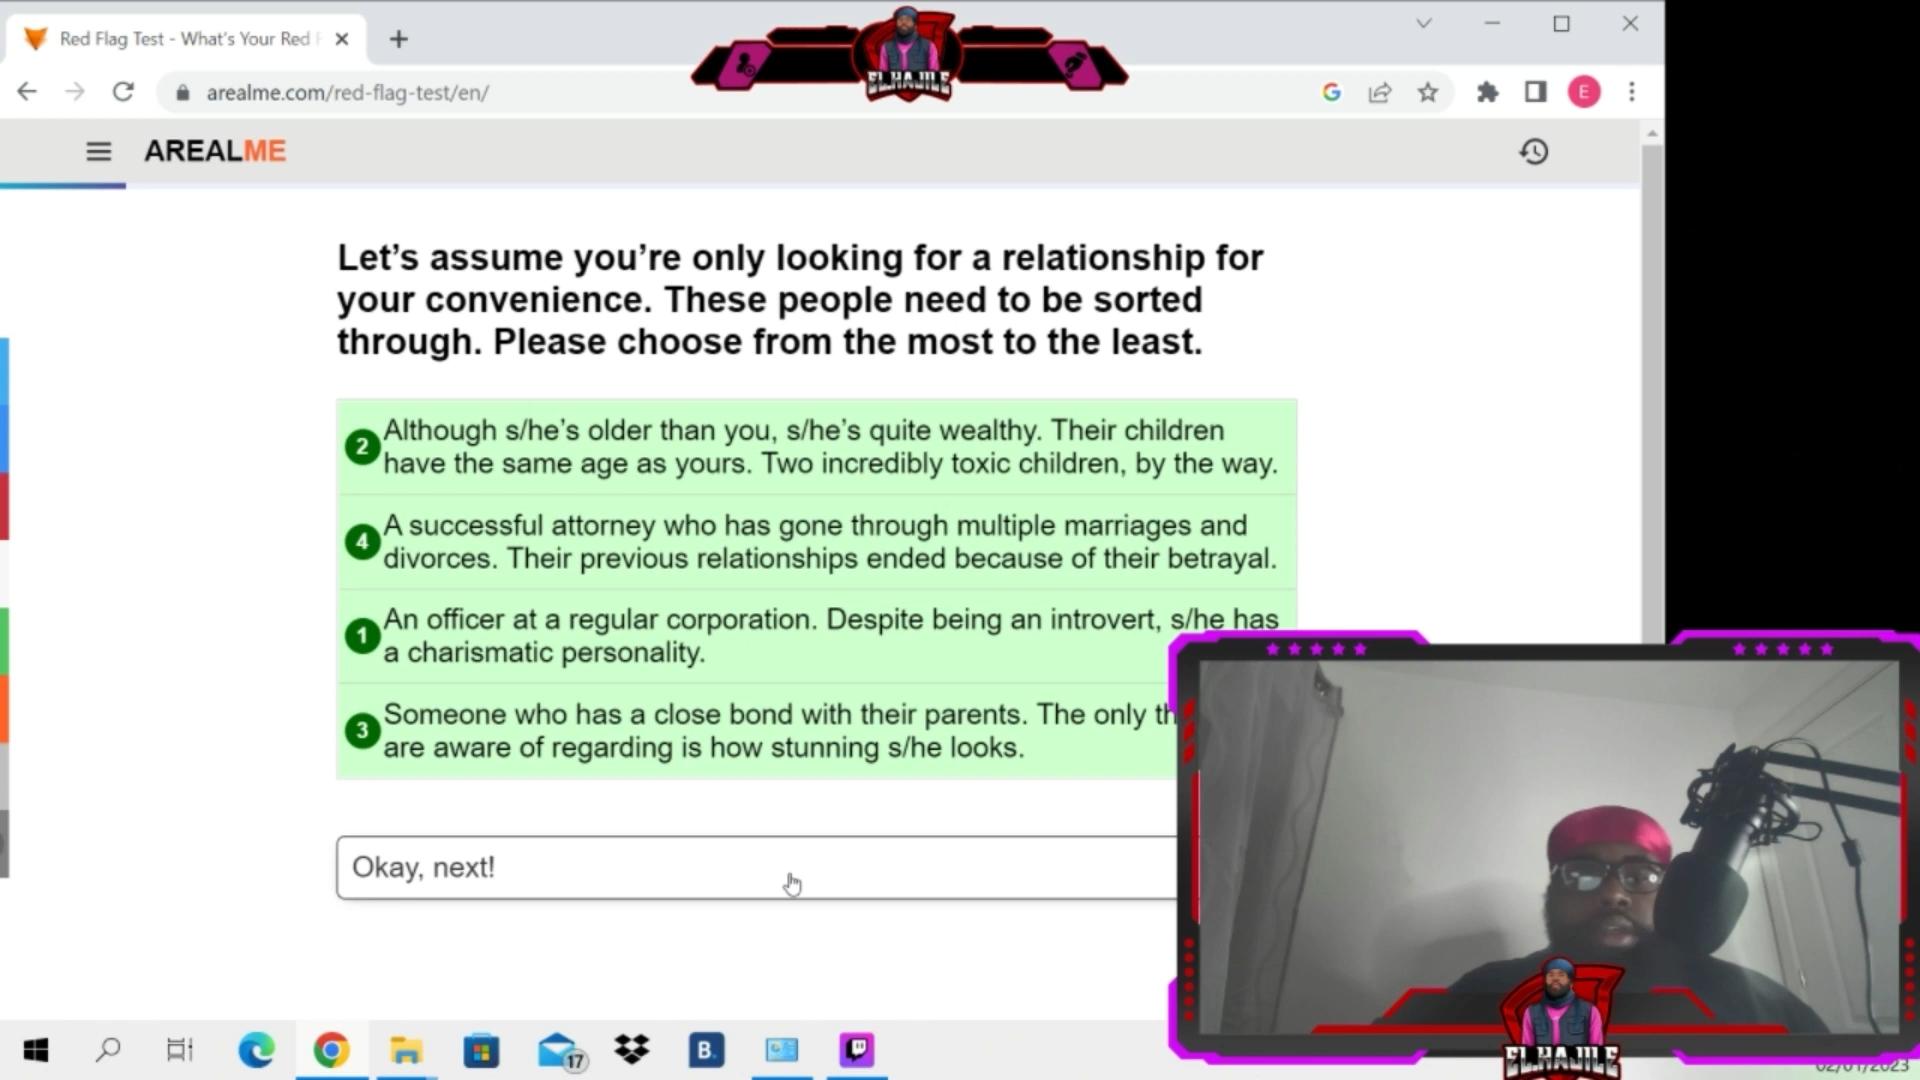 Red Flag Test - What's Your Red
ELHAJILE
arealme.com/red-flag-test/en/
E
AREALME
Let's assume you're only looking for a relationship for
your convenience. These people need to be sorted
through. Please choose from the most to the least.
2
Although s/he's older than you, s/he's quite wealthy. Their children
have the same age as yours. Two incredibly toxic children, by the way.
4
A successful attorney who has gone through multiple marriages and
divorces. Their previous relationships ended because of their betrayal.
1
An officer at a regular corporation. Despite being an introvert, s/he has
a charismatic personality.
3
Someone who has a close bond with their parents. The only
are aware of regarding is how stunning s/he looks.
Okay, next!
17
B.
ELHAJILE
02/01/2023